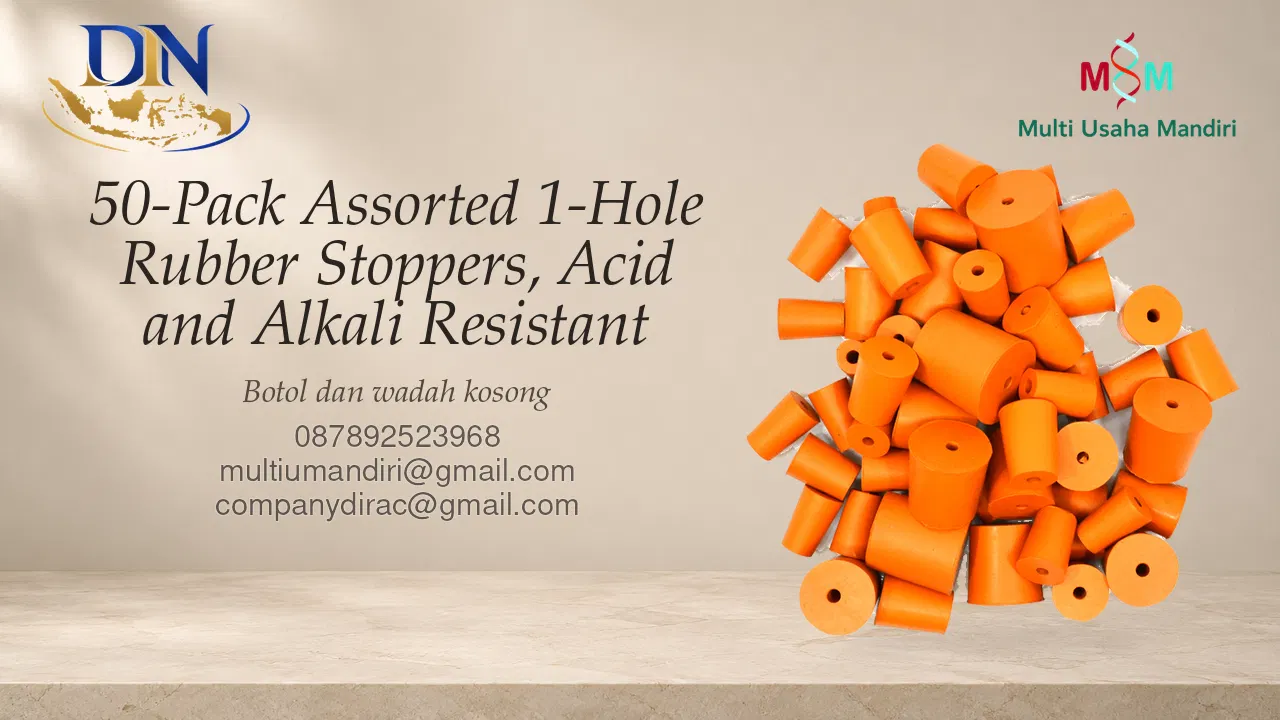 DIN
M M
Multi Usaha Mandiri
50-Pack Assorted 1-Hole
Rubber Stoppers, Acid
and Alkali Resistant
Botol dan wadah kosong
087892523968
multiumandiri@gmail.com
companydirac@gmail.com